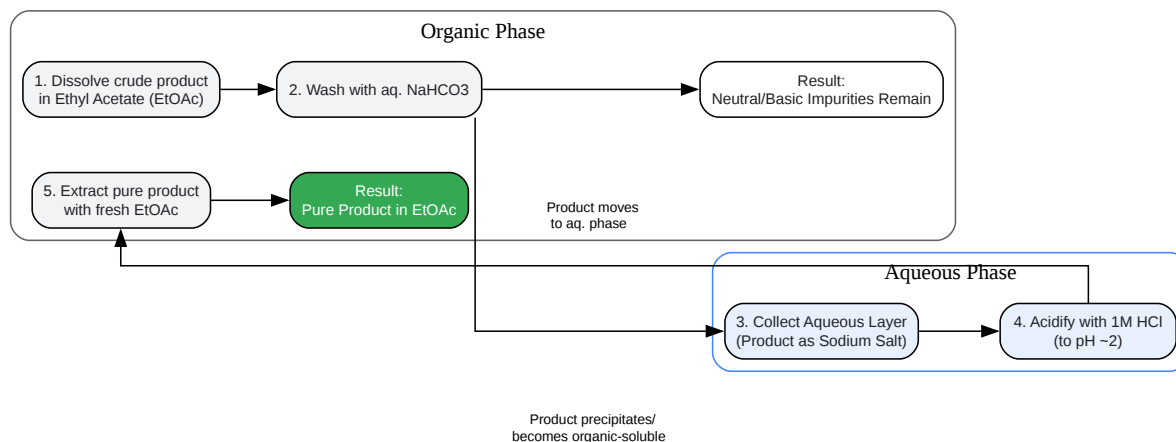 Organic Phase
1. Dissolve crude product
in Ethyl Acetate (EtOAc)
2. Wash with aq. NaHCO3
Result:
Neutral/Basic Impurities Remain
5. Extract pure product
with fresh EtOAc
Result:
Pure Product in EtOAc
Product moves
to aq. phase
Aqueous Phase
3. Collect Aqueous Layer
(Product as Sodium Salt)
4. Acidify with 1M HCl
(to pH ~2)
Product precipitates/
becomes organic-soluble